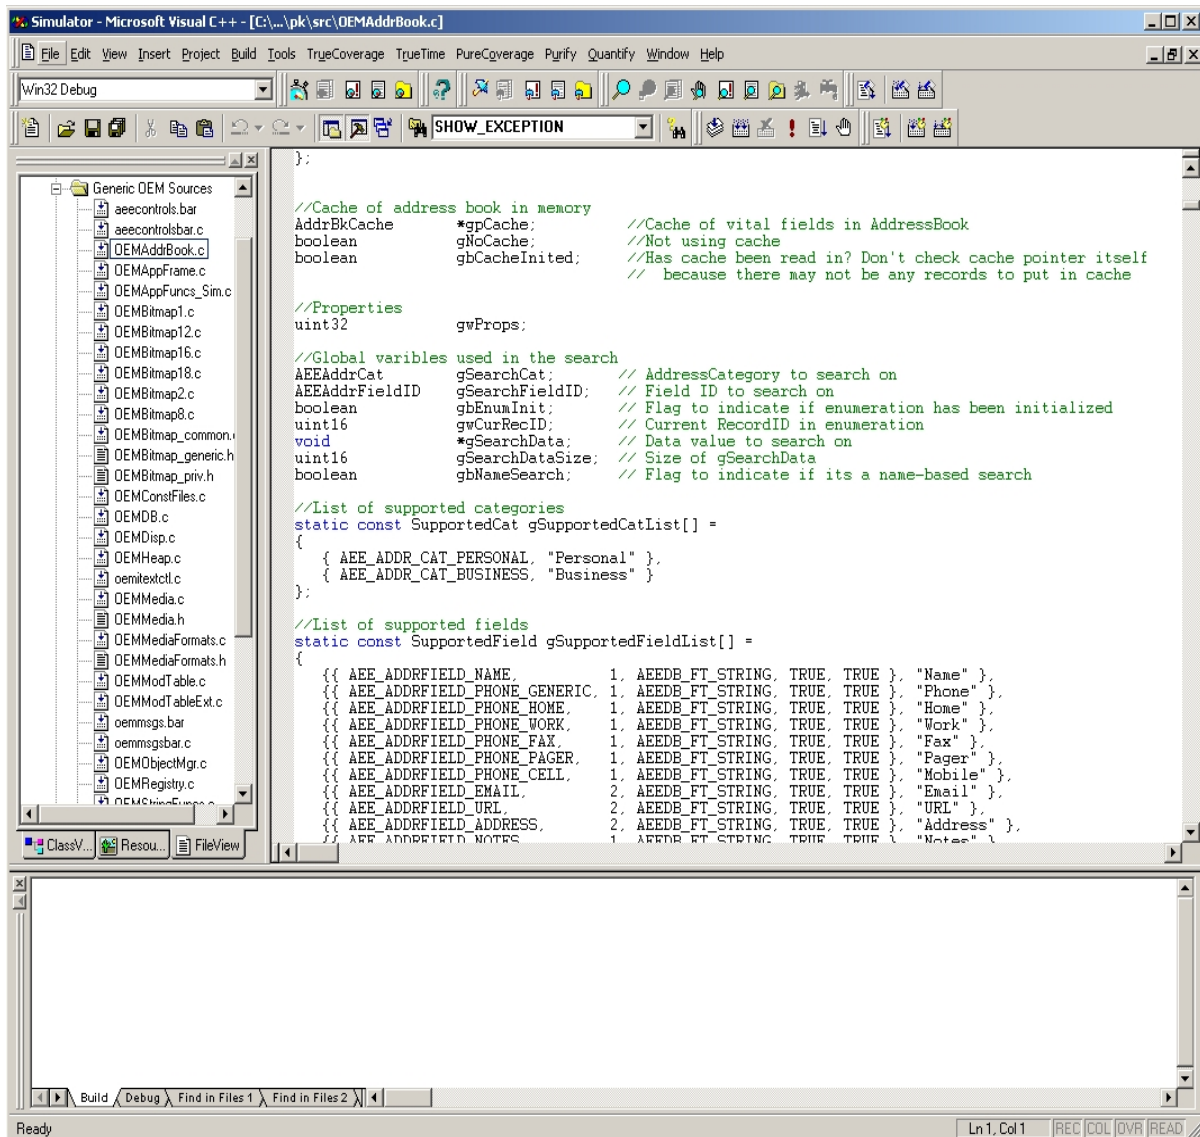 Simulator - Microsoft Visual C++ - [C:\...\pk\src\OEMAddrBook.c]
File Edit View Insert Project Build Tools TrueCoverage TrueTime PureCoverage Purify Quantify Window Help
Win32 Debug
SHOW_EXCEPTION
Generic OEM Sources
aeecontrols.bar
aeecontrolsbar.c
OEMAddrBook.c
OEMAppFrame.c
OEMAppFuncs_Sim.c
OEMBitmap1.c
OEMBitmap12.c
OEMBitmap16.c
OEMBitmap18.c
OEMBitmap2.c
OEMBitmap8.c
OEMBitmap_common.
OEMBitmap_generic.h
OEMBitmap_priv.h
OEMConstFiles.c
OEMDB.c
OEMDisp.c
OEMHeap.c
oemitextctl.c
OEMMedia.c
OEMMedia.h
OEMMediaFormats.c
OEMMediaFormats.h
OEMModTable.c
OEMModTableExt.c
oemmsgs.bar
oemmsgsbar.c
OEMObjectMgr.c
OEMRegistry.c
OEMStringFuncs.c
ClassV... Resou... FileView
};
//Cache of address book in memory
AddrBkCache *gpCache; //Cache of vital fields in AddressBook
boolean gNoCache; //Not using cache
boolean gbCacheInited; //Has cache been read in? Don't check cache pointer itself
// because there may not be any records to put in cache
//Properties
uint32 gwProps;
//Global varibles used in the search
AEEAddrCat gSearchCat; // AddressCategory to search on
AEEAddrFieldID gSearchFieldID; // Field ID to search on
boolean gbEnumInit; // Flag to indicate if enumeration has been initialized
uint16 gwCurRecID; // Current RecordID in enumeration
void *gSearchData; // Data value to search on
uint16 gSearchDataSize; // Size of gSearchData
boolean gbNameSearch; // Flag to indicate if its a name-based search
//List of supported categories
static const SupportedCat gSupportedCatList[] =
{
{ AEE_ADDR_CAT_PERSONAL, "Personal" },
{ AEE_ADDR_CAT_BUSINESS, "Business" }
};
//List of supported fields
static const SupportedField gSupportedFieldList[] =
{
{{ AEE_ADDRFIELD_NAME, 1, AEEDB_FT_STRING, TRUE, TRUE }, "Name" },
{{ AEE_ADDRFIELD_PHONE_GENERIC, 1, AEEDB_FT_STRING, TRUE, TRUE }, "Phone" },
{{ AEE_ADDRFIELD_PHONE_HOME, 1, AEEDB_FT_STRING, TRUE, TRUE }, "Home" },
{{ AEE_ADDRFIELD_PHONE_WORK, 1, AEEDB_FT_STRING, TRUE, TRUE }, "Work" },
{{ AEE_ADDRFIELD_PHONE_FAX, 1, AEEDB_FT_STRING, TRUE, TRUE }, "Fax" },
{{ AEE_ADDRFIELD_PHONE_PAGER, 1, AEEDB_FT_STRING, TRUE, TRUE }, "Pager" },
{{ AEE_ADDRFIELD_PHONE_CELL, 1, AEEDB_FT_STRING, TRUE, TRUE }, "Mobile" },
{{ AEE_ADDRFIELD_EMAIL, 2, AEEDB_FT_STRING, TRUE, TRUE }, "Email" },
{{ AEE_ADDRFIELD_URL, 2, AEEDB_FT_STRING, TRUE, TRUE }, "URL" },
{{ AEE_ADDRFIELD_ADDRESS, 2, AEEDB_FT_STRING, TRUE, TRUE }, "Address" },
{{ AEE_ADDRFIELD_NOTES, 1, AEEDB_FT_STRING, TRUE, TRUE }, "Notes" },
Build Debug Find in Files 1 Find in Files 2
Ready Ln 1, Col 1 REC COL OVR READ